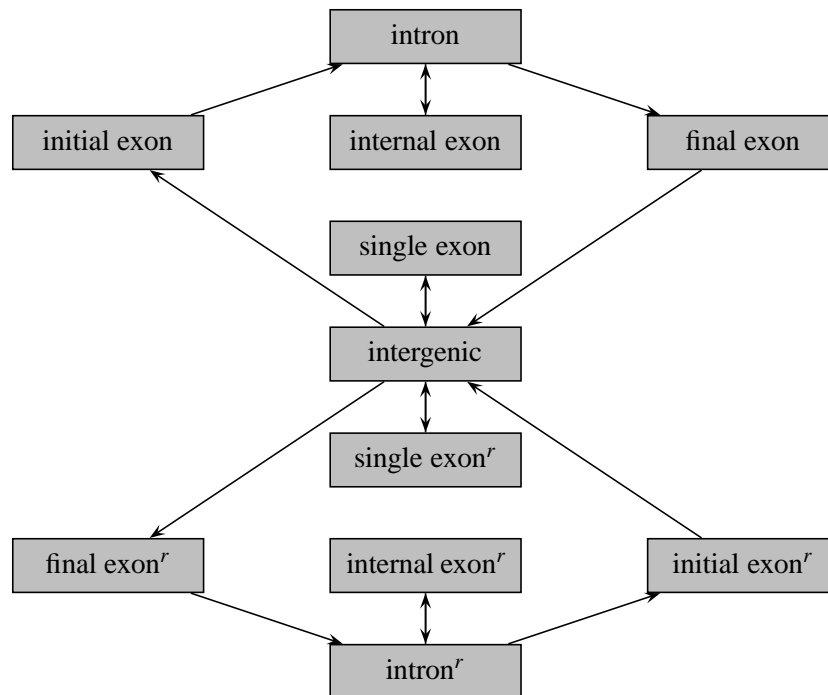 intron
initial exon
internal exon
final exon
single exon
intergenic
single exonʳ
final exonʳ
internal exonʳ
initial exonʳ
intronʳ